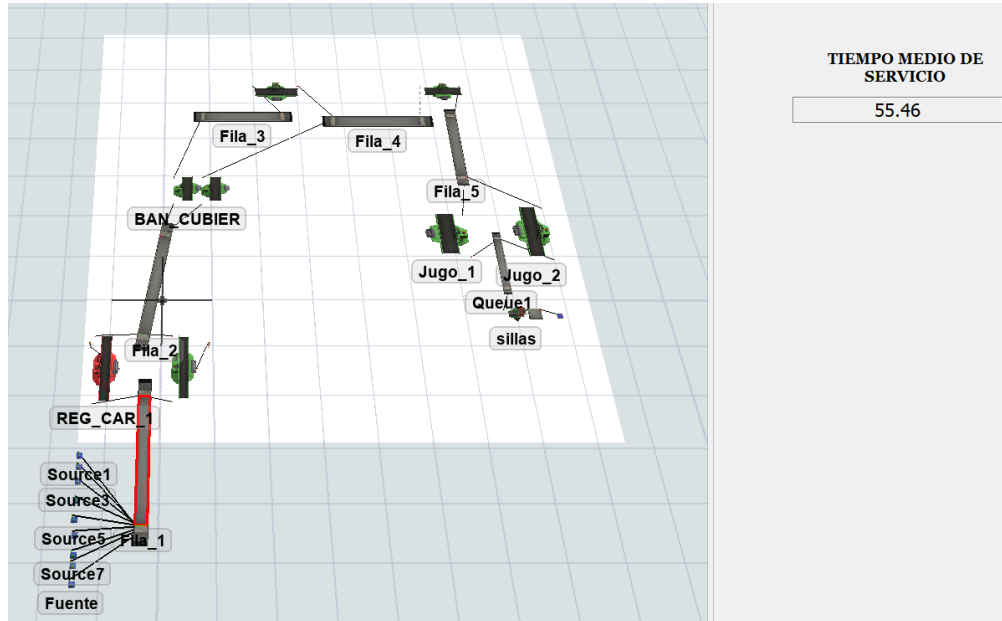 TIEMPO MEDIO DE
SERVICIO
55.46
Fila_3
Fila_4
Fila_5
BAN_CUBIER
Jugo_1
Jugo_2
Queue1
sillas
Fila_2
REG_CAR_1
Source1
Source3
Source5
Fila_1
Source7
Fuente